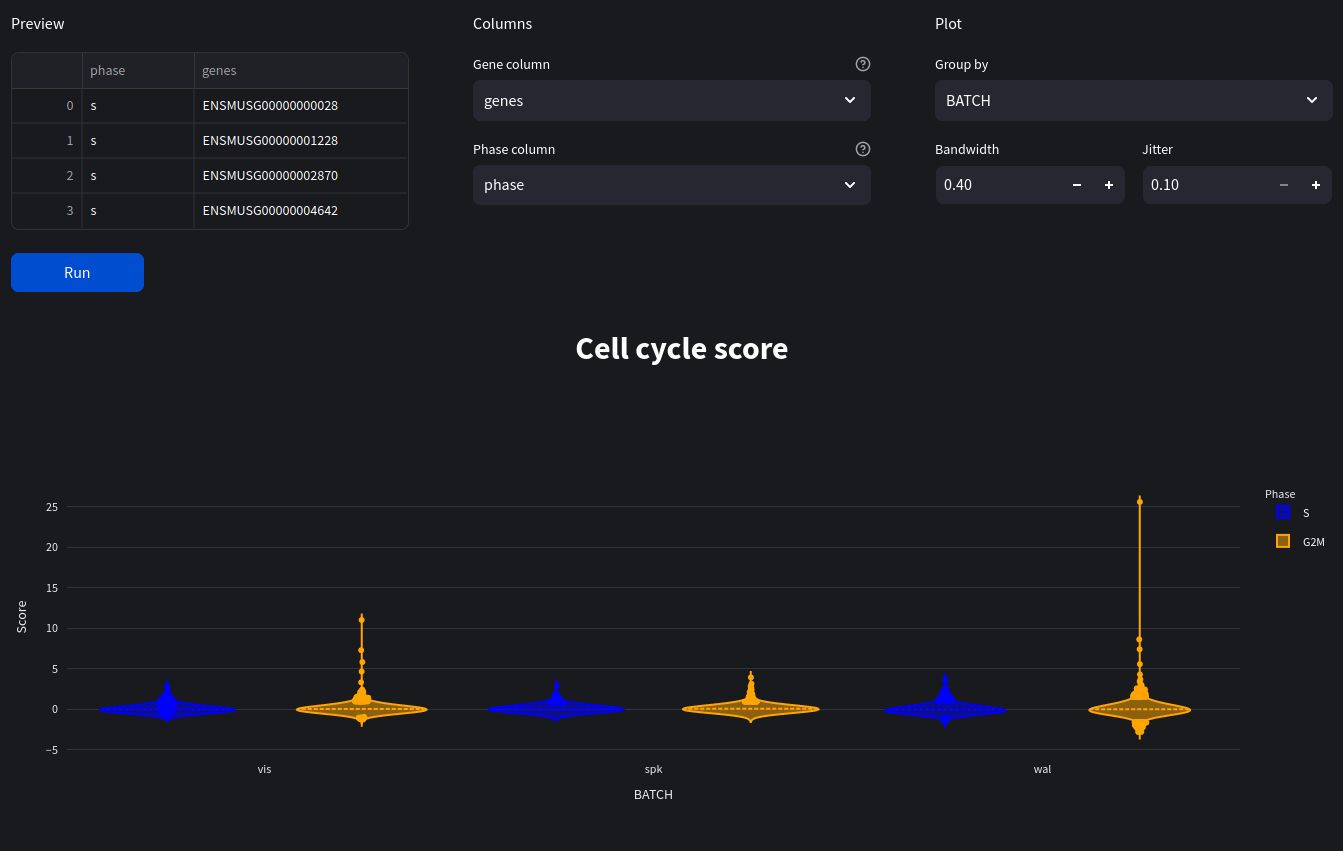 Preview
phase genes
0 s ENSMUSG00000000028
1 s ENSMUSG00000001228
2 s ENSMUSG00000002870
3 s ENSMUSG00000004642
Run
Columns
Gene column
genes
Phase column
phase
Plot
Group by
BATCH
Bandwidth Jitter
0.40 0.10
Cell cycle score
Phase
S
G2M
25
20
15
10
5
0
−5
Score
vis spk wal
BATCH